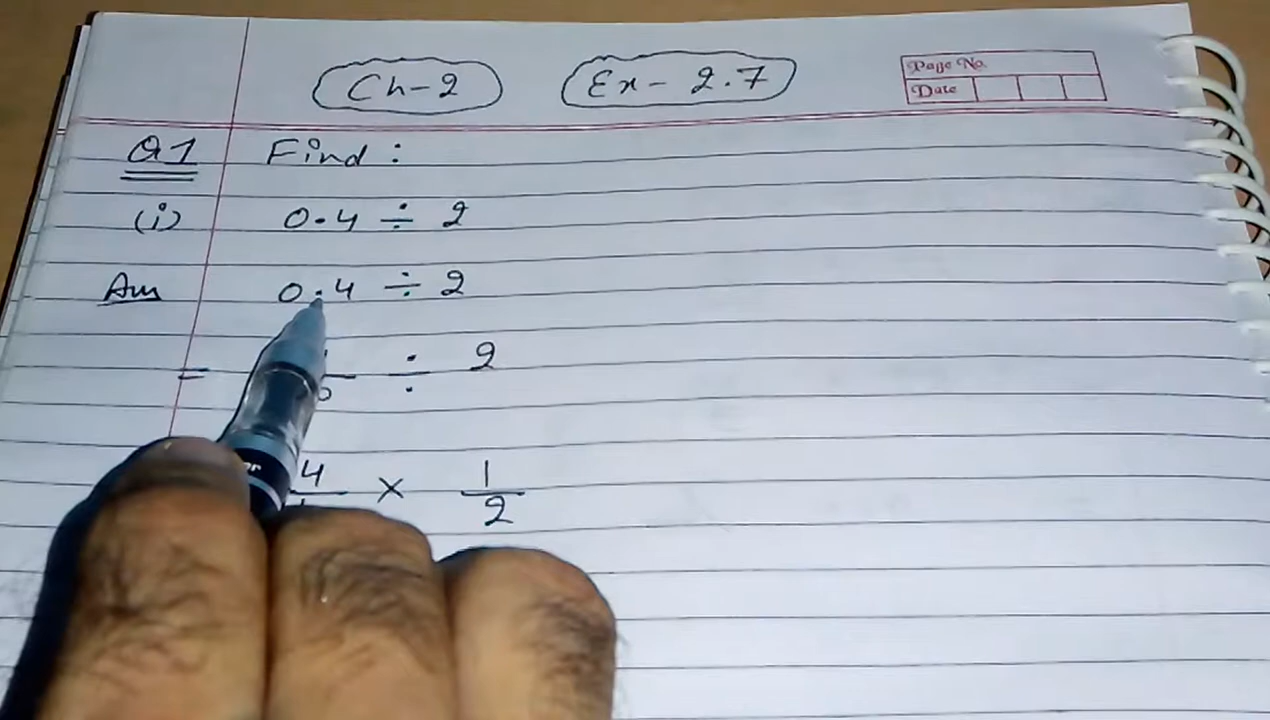 Ch-2 Ex-2.7
Page No.
Date
Q1 Find :
(i) 0.4 ÷ 2
Ans 0.4 ÷ 2
= ÷ 2
4 × 1/2